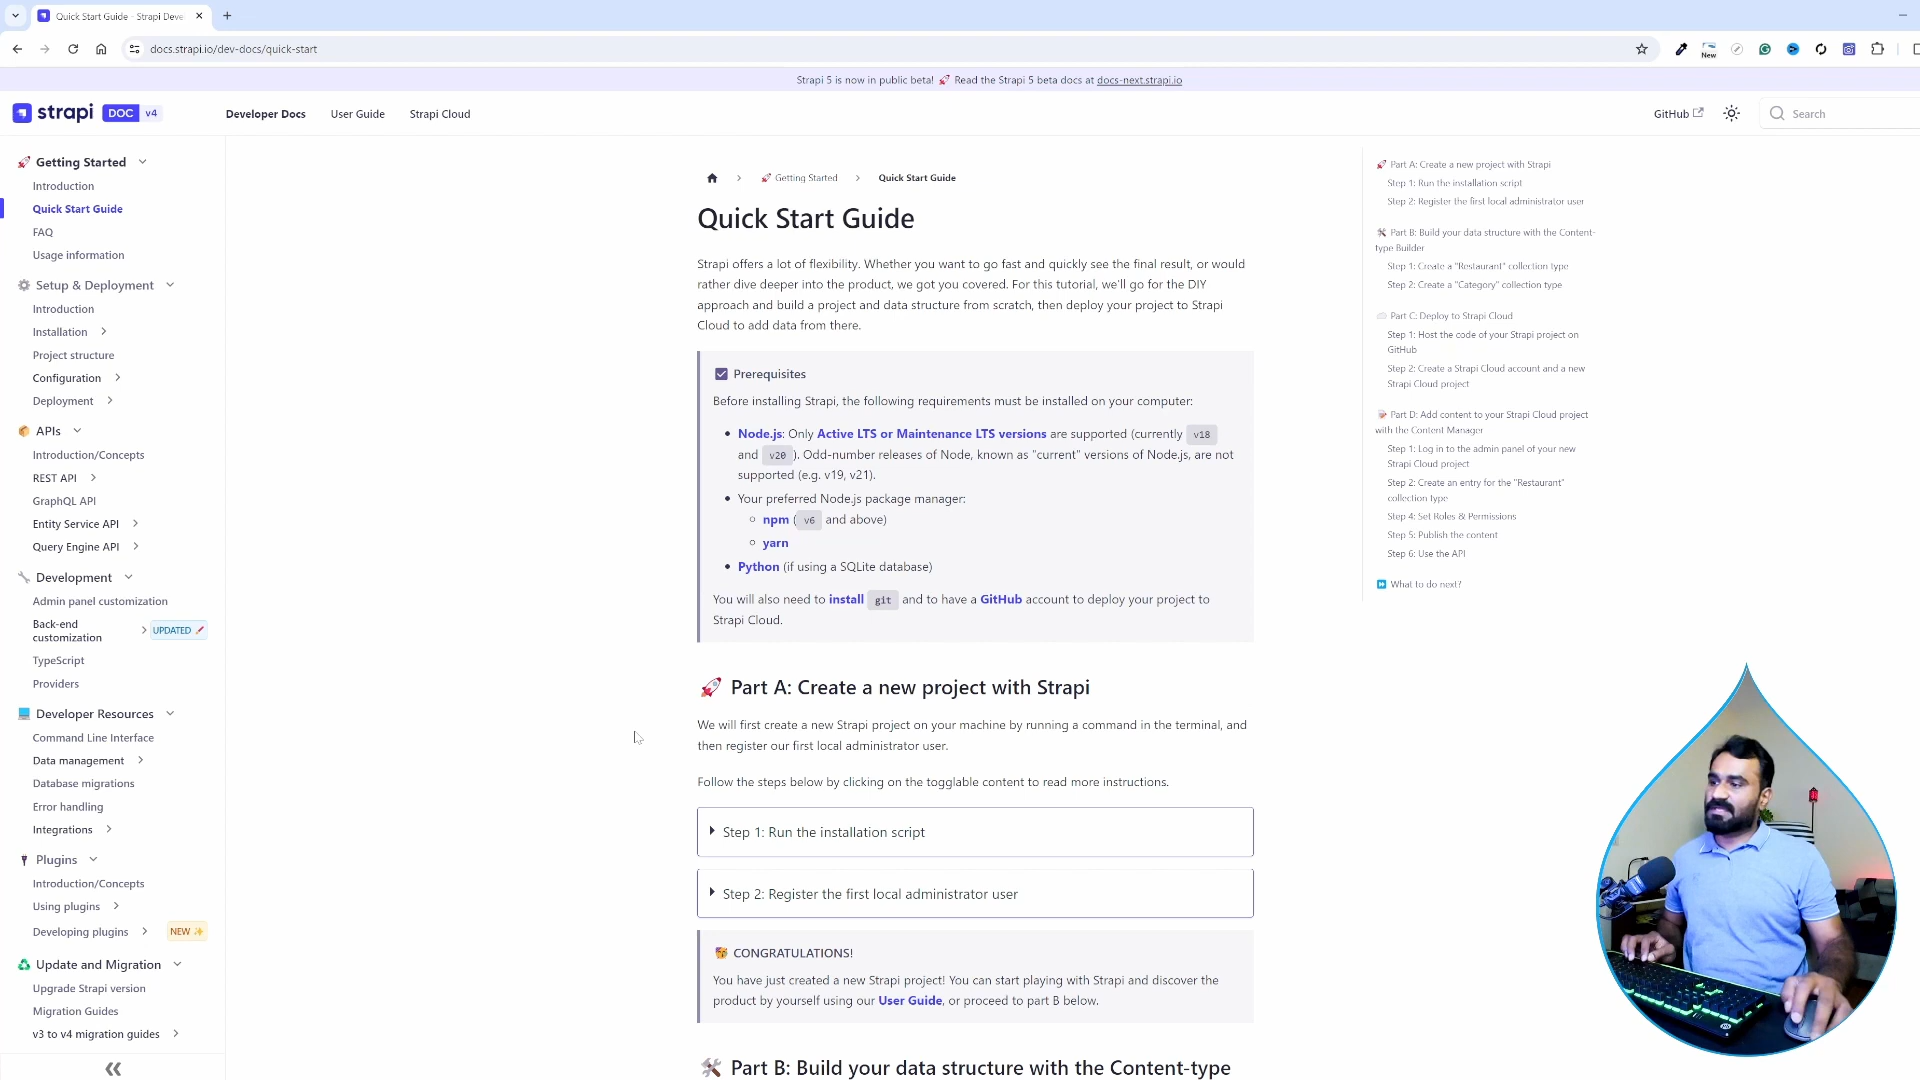 Quick Start Guide - Strapi Deve
docs.strapi.io/dev-docs/quick-start
New
Strapi 5 is now in public beta! 🚀 Read the Strapi 5 beta docs at docs-next.strapi.io
strapi DOC v4
Developer Docs
User Guide
Strapi Cloud
GitHub
Search
🚀 Getting Started
Introduction
Quick Start Guide
FAQ
Usage information
⚙️ Setup & Deployment
Introduction
Installation
Project structure
Configuration
Deployment
📦 APIs
Introduction/Concepts
REST API
GraphQL API
Entity Service API
Query Engine API
🔧 Development
Admin panel customization
Back-end
customization
UPDATED 🖍️
TypeScript
Providers
💻 Developer Resources
Command Line Interface
Data management
Database migrations
Error handling
Integrations
🔌 Plugins
Introduction/Concepts
Using plugins
Developing plugins
NEW ✨
♻️ Update and Migration
Upgrade Strapi version
Migration Guides
v3 to v4 migration guides
🚀 Getting Started
Quick Start Guide
Quick Start Guide
Strapi offers a lot of flexibility. Whether you want to go fast and quickly see the final result, or would
rather dive deeper into the product, we got you covered. For this tutorial, we'll go for the DIY
approach and build a project and data structure from scratch, then deploy your project to Strapi
Cloud to add data from there.
☑️ Prerequisites
Before installing Strapi, the following requirements must be installed on your computer:
• Node.js: Only Active LTS or Maintenance LTS versions are supported (currently v18
and v20). Odd-number releases of Node, known as "current" versions of Node.js, are not
supported (e.g. v19, v21).
• Your preferred Node.js package manager:
○ npm (v6 and above)
○ yarn
• Python (if using a SQLite database)
You will also need to install git and to have a GitHub account to deploy your project to
Strapi Cloud.
🚀 Part A: Create a new project with Strapi
We will first create a new Strapi project on your machine by running a command in the terminal, and
then register our first local administrator user.
Follow the steps below by clicking on the togglable content to read more instructions.
Step 1: Run the installation script
Step 2: Register the first local administrator user
🥳 CONGRATULATIONS!
You have just created a new Strapi project! You can start playing with Strapi and discover the
product by yourself using our User Guide, or proceed to part B below.
🛠️ Part B: Build your data structure with the Content-type
🚀 Part A: Create a new project with Strapi
Step 1: Run the installation script
Step 2: Register the first local administrator user
🛠️ Part B: Build your data structure with the Content-
type Builder
Step 1: Create a "Restaurant" collection type
Step 2: Create a "Category" collection type
☁️ Part C: Deploy to Strapi Cloud
Step 1: Host the code of your Strapi project on
GitHub
Step 2: Create a Strapi Cloud account and a new
Strapi Cloud project
📝 Part D: Add content to your Strapi Cloud project
with the Content Manager
Step 1: Log in to the admin panel of your new
Strapi Cloud project
Step 2: Create an entry for the "Restaurant"
collection type
Step 4: Set Roles & Permissions
Step 5: Publish the content
Step 6: Use the API
⏩ What to do next?